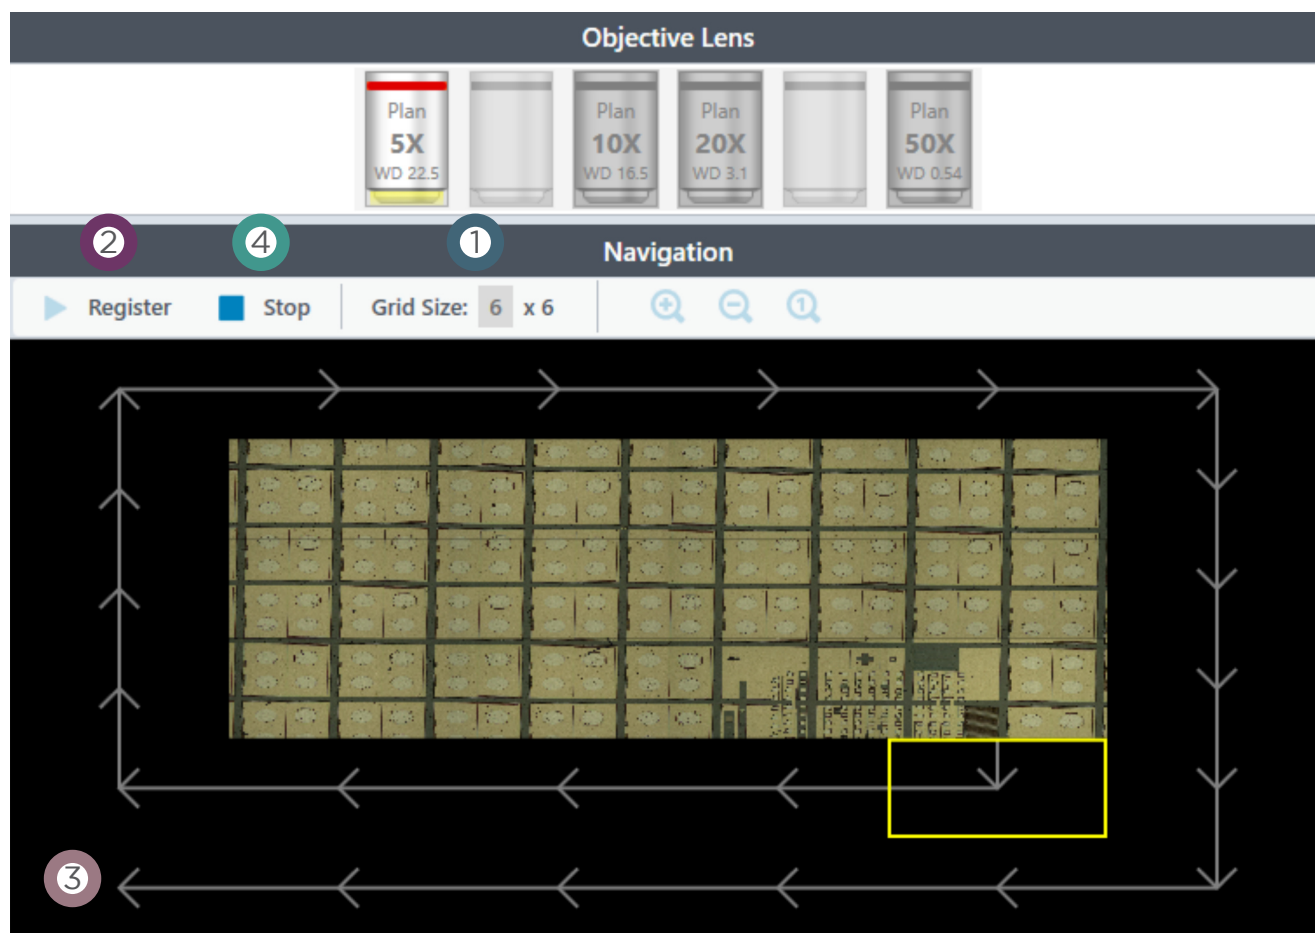 Objective Lens
Plan Plan Plan Plan
5X 10X 20X 50X
WD 22.5 WD 16.5 WD 3.1 WD 0.54
2 4 1
Navigation
Register Stop Grid Size: 6 x 6 1
3